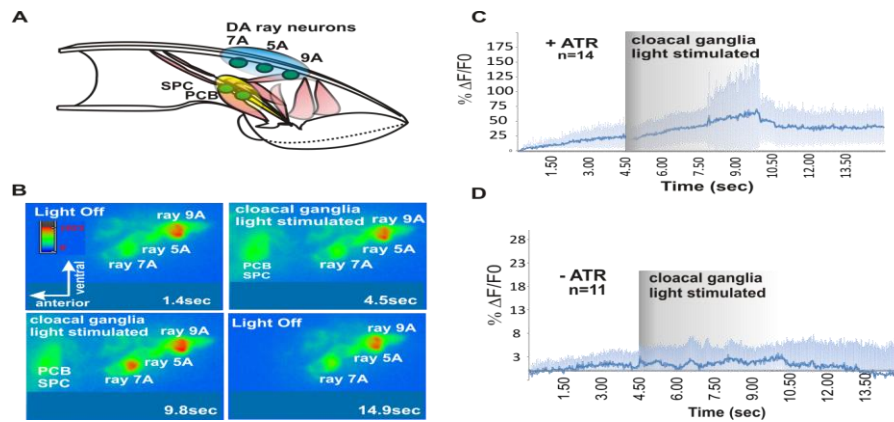 A
DA ray neurons
7A
5A
9A
SPC
PCB
B
Light Off
ray 9A
ray 5A
ray 7A
ventral
anterior
1.4sec
cloacal ganglia
light stimulated
ray 9A
ray 5A
ray 7A
PCB
SPC
4.5sec
cloacal ganglia
light stimulated
ray 9A
ray 5A
ray 7A
PCB
SPC
9.8sec
Light Off
ray 9A
ray 5A
ray 7A
14.9sec
C
+ ATR
n=14
cloacal ganglia
light stimulated
% ΔF/F0
175
150
125
100
75
50
25
0
1.50
3.00
4.50
6.00
7.50
9.00
10.50
12.00
13.50
Time (sec)
D
- ATR
n=11
cloacal ganglia
light stimulated
% ΔF/F0
28
23
18
13
8
3
1.50
3.00
4.50
6.00
7.50
9.00
10.50
12.00
13.50
Time (sec)